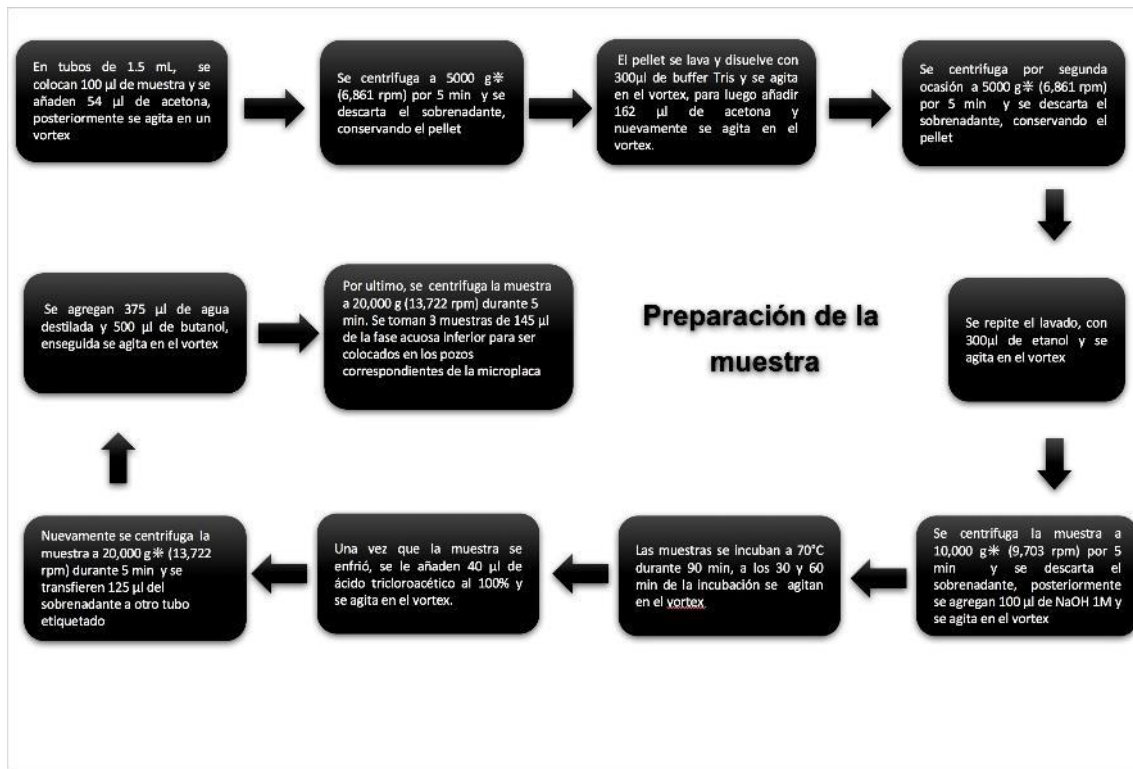 En tubos de 1.5 mL, se
colocan 100 µl de muestra y se
añaden 54 µl de acetona,
posteriormente se agita en un
vortex
Se centrifuga a 5000 g✳ (6,861 rpm) por 5 min y se
descarta el sobrenadante,
conservando el pellet
El pellet se lava y disuelve con
300µl de buffer Tris y se agita
en el vortex, para luego añadir
162 µl de acetona y
nuevamente se agita en el
vortex.
Se centrifuga por segunda
ocasión a 5000 g✳ (6,861 rpm)
por 5 min y se descarta el
sobrenadante, conservando el
pellet
Se repite el lavado, con
300µl de etanol y se
agita en el vortex
Se centrifuga la muestra a
10,000 g✳ (9,703 rpm) por 5
min y se descarta el
sobrenadante, posteriormente
se agregan 100 µl de NaOH 1M y
se agita en el vortex
Las muestras se incuban a 70°C
durante 90 min, a los 30 y 60
min de la incubación se agitan
en el vortex
Una vez que la muestra se
enfrió, se le añaden 40 µl de
ácido tricloroacético al 100%
y se agita en el vortex.
Nuevamente se centrifuga la
muestra a 20,000 g✳ (13,722
rpm) durante 5 min y se
transfieren 125 µl del
sobrenadante a otro tubo
etiquetado
Se agregan 375 µl de agua
destilada y 500 µl de butanol,
enseguida se agita en el vortex
Por ultimo, se centrifuga la muestra
a 20,000 g (13,722 rpm) durante 5
min. Se toman 3 muestras de 145 µl
de la fase acuosa inferior para ser
colocados en los pozos
correspondientes de la microplaca
Preparación de la
muestra